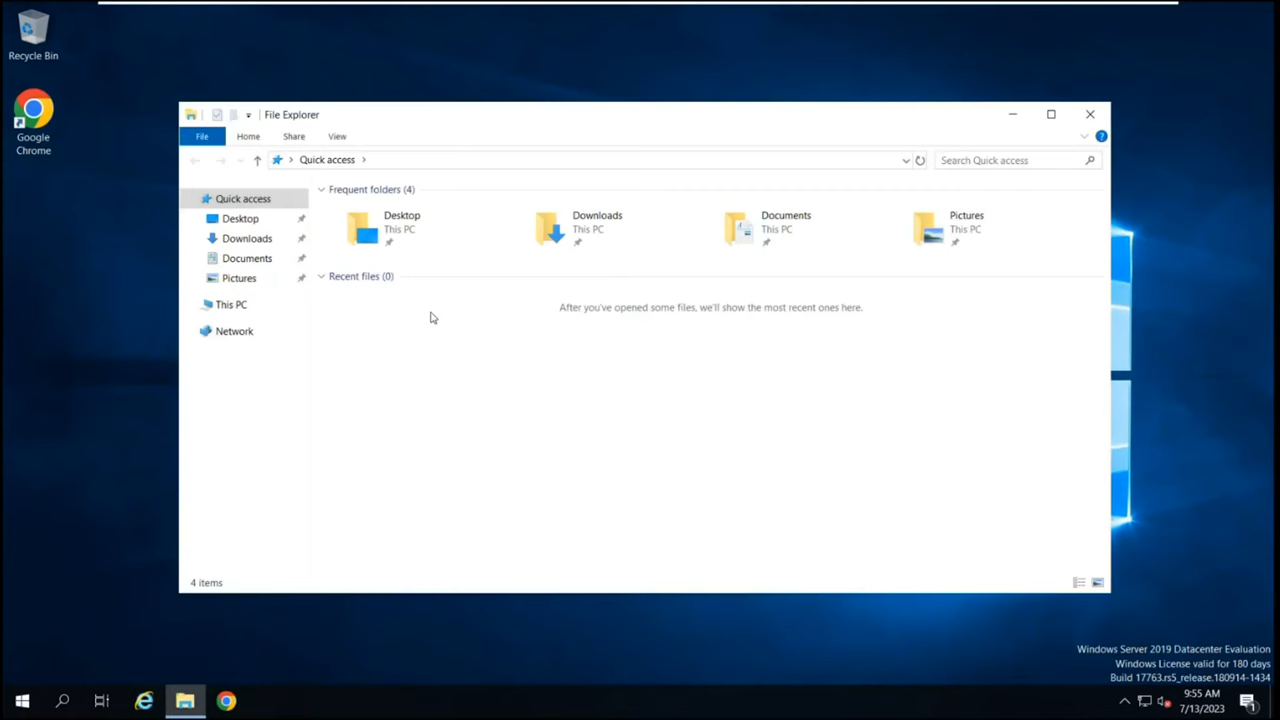 Recycle Bin
Google
Chrome
File Explorer
File
Home
Share
View
Quick access
Search Quick access
Quick access
Desktop
Downloads
Documents
Pictures
This PC
Network
Frequent folders (4)
Desktop
This PC
Downloads
This PC
Documents
This PC
Pictures
This PC
Recent files (0)
After you've opened some files, we'll show the most recent ones here.
4 items
Windows Server 2019 Datacenter Evaluation
Windows License valid for 180 days
Build 17763.rs5_release.180914-1434
9:55 AM
7/13/2023
1